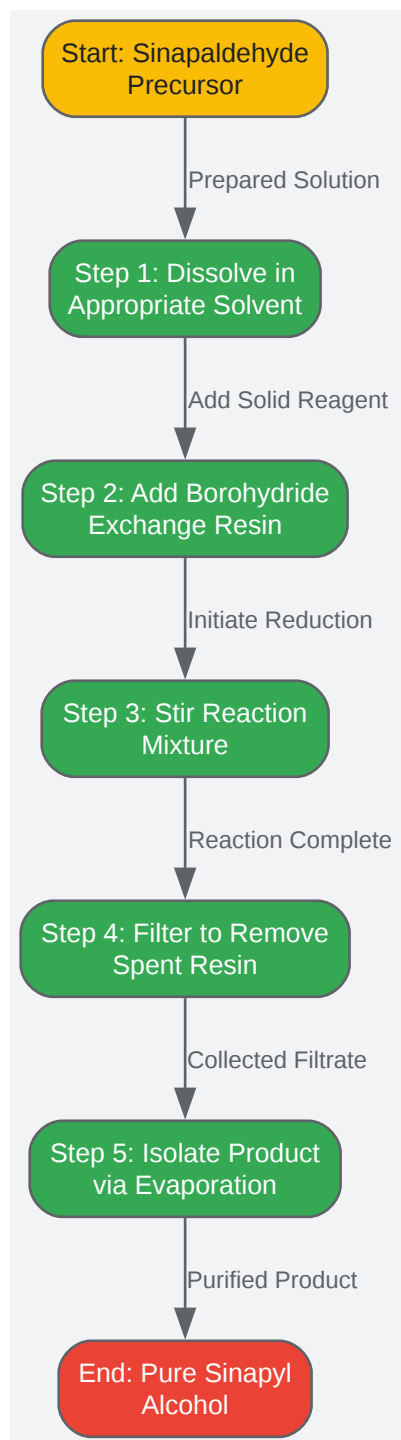 Start: Sinapaldehyde
Precursor
Prepared Solution
Step 1: Dissolve in
Appropriate Solvent
Add Solid Reagent
Step 2: Add Borohydride
Exchange Resin
Initiate Reduction
Step 3: Stir Reaction
Mixture
Reaction Complete
Step 4: Filter to Remove
Spent Resin
Collected Filtrate
Step 5: Isolate Product
via Evaporation
Purified Product
End: Pure Sinapyl
Alcohol